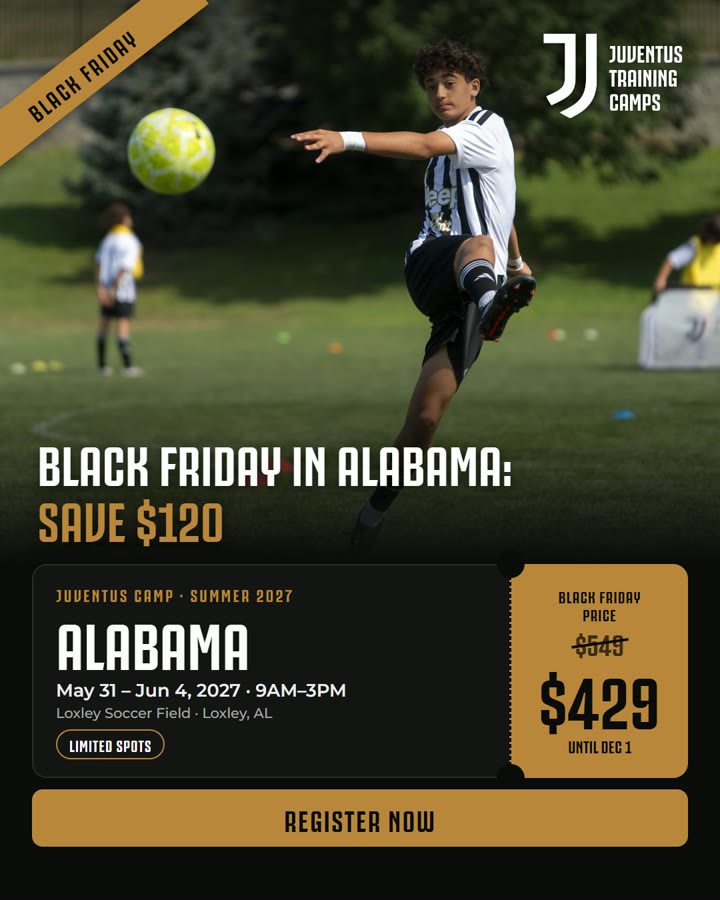 BLACK FRIDAY
JUVENTUS
TRAINING
CAMPS
Jeep
BLACK FRIDAY IN ALABAMA:
SAVE $120
JUVENTUS CAMP · SUMMER 2027
ALABAMA
May 31 – Jun 4, 2027 · 9AM–3PM
Loxley Soccer Field · Loxley, AL
LIMITED SPOTS
BLACK FRIDAY
PRICE
$549
$429
UNTIL DEC 1
REGISTER NOW